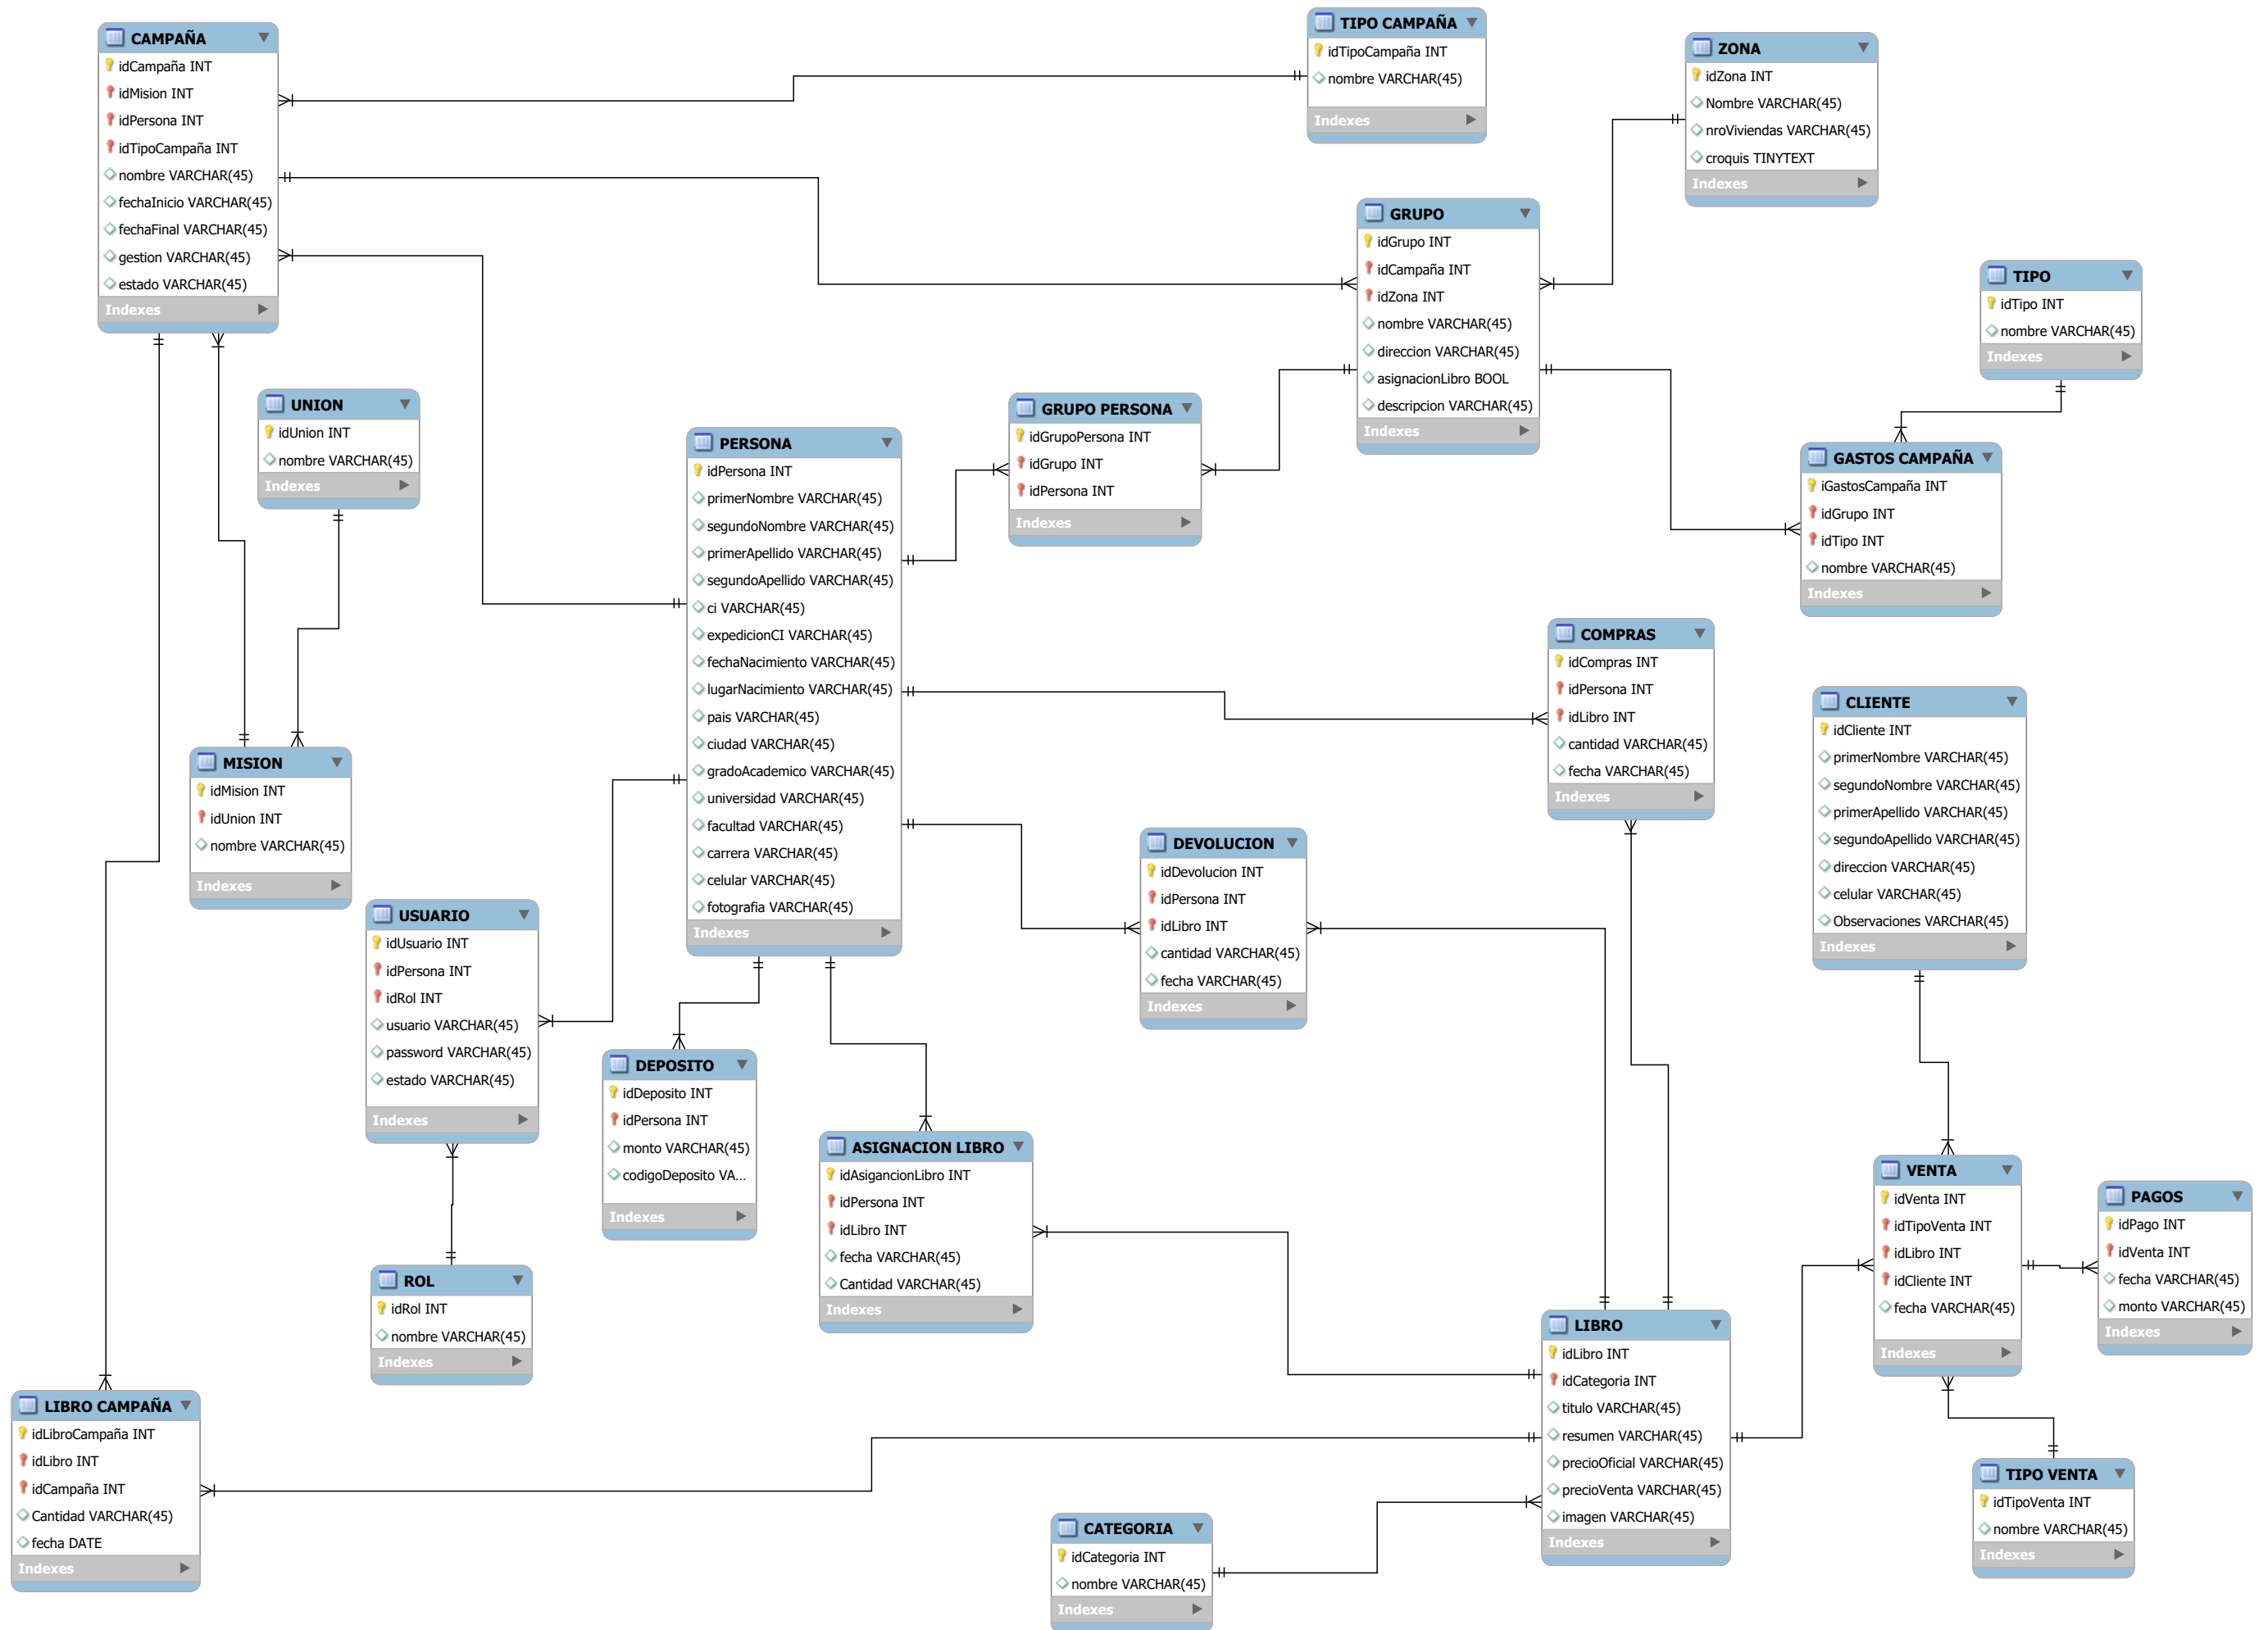 CAMPAÑA
idCampaña INT
idMision INT
idPersona INT
idTipoCampaña INT
nombre VARCHAR(45)
fechaInicio VARCHAR(45)
fechaFinal VARCHAR(45)
gestion VARCHAR(45)
estado VARCHAR(45)
Indexes
TIPO CAMPAÑA
idTipoCampaña INT
nombre VARCHAR(45)
Indexes
ZONA
idZona INT
Nombre VARCHAR(45)
nroViviendas VARCHAR(45)
croquis TINYTEXT
Indexes
GRUPO
idGrupo INT
idCampaña INT
idZona INT
nombre VARCHAR(45)
direccion VARCHAR(45)
asignacionLibro BOOL
descripcion VARCHAR(45)
Indexes
TIPO
idTipo INT
nombre VARCHAR(45)
Indexes
UNION
idUnion INT
nombre VARCHAR(45)
Indexes
GRUPO PERSONA
idGrupoPersona INT
idGrupo INT
idPersona INT
Indexes
PERSONA
idPersona INT
primerNombre VARCHAR(45)
segundoNombre VARCHAR(45)
primerApellido VARCHAR(45)
segundoApellido VARCHAR(45)
ci VARCHAR(45)
expedicionCI VARCHAR(45)
fechaNacimiento VARCHAR(45)
lugarNacimiento VARCHAR(45)
pais VARCHAR(45)
ciudad VARCHAR(45)
gradoAcademico VARCHAR(45)
universidad VARCHAR(45)
facultad VARCHAR(45)
carrera VARCHAR(45)
celular VARCHAR(45)
fotografia VARCHAR(45)
Indexes
GASTOS CAMPAÑA
iGastosCampaña INT
idGrupo INT
idTipo INT
nombre VARCHAR(45)
Indexes
COMPRAS
idCompras INT
idPersona INT
idLibro INT
cantidad VARCHAR(45)
fecha VARCHAR(45)
Indexes
CLIENTE
idCliente INT
primerNombre VARCHAR(45)
segundoNombre VARCHAR(45)
primerApellido VARCHAR(45)
segundoApellido VARCHAR(45)
direccion VARCHAR(45)
celular VARCHAR(45)
Observaciones VARCHAR(45)
Indexes
MISION
idMision INT
idUnion INT
nombre VARCHAR(45)
Indexes
DEVOLUCION
idDevolucion INT
idPersona INT
idLibro INT
cantidad VARCHAR(45)
fecha VARCHAR(45)
Indexes
USUARIO
idUsuario INT
idPersona INT
idRol INT
usuario VARCHAR(45)
password VARCHAR(45)
estado VARCHAR(45)
Indexes
DEPOSITO
idDeposito INT
idPersona INT
monto VARCHAR(45)
codigoDeposito VA...
Indexes
ASIGNACION LIBRO
idAsigancionLibro INT
idPersona INT
idLibro INT
fecha VARCHAR(45)
Cantidad VARCHAR(45)
Indexes
VENTA
idVenta INT
idTipoVenta INT
idLibro INT
idCliente INT
fecha VARCHAR(45)
Indexes
PAGOS
idPago INT
idVenta INT
fecha VARCHAR(45)
monto VARCHAR(45)
Indexes
ROL
idRol INT
nombre VARCHAR(45)
Indexes
LIBRO
idLibro INT
idCategoria INT
titulo VARCHAR(45)
resumen VARCHAR(45)
precioOficial VARCHAR(45)
precioVenta VARCHAR(45)
imagen VARCHAR(45)
Indexes
LIBRO CAMPAÑA
idLibroCampaña INT
idLibro INT
idCampaña INT
Cantidad VARCHAR(45)
fecha DATE
Indexes
TIPO VENTA
idTipoVenta INT
nombre VARCHAR(45)
Indexes
CATEGORIA
idCategoria INT
nombre VARCHAR(45)
Indexes